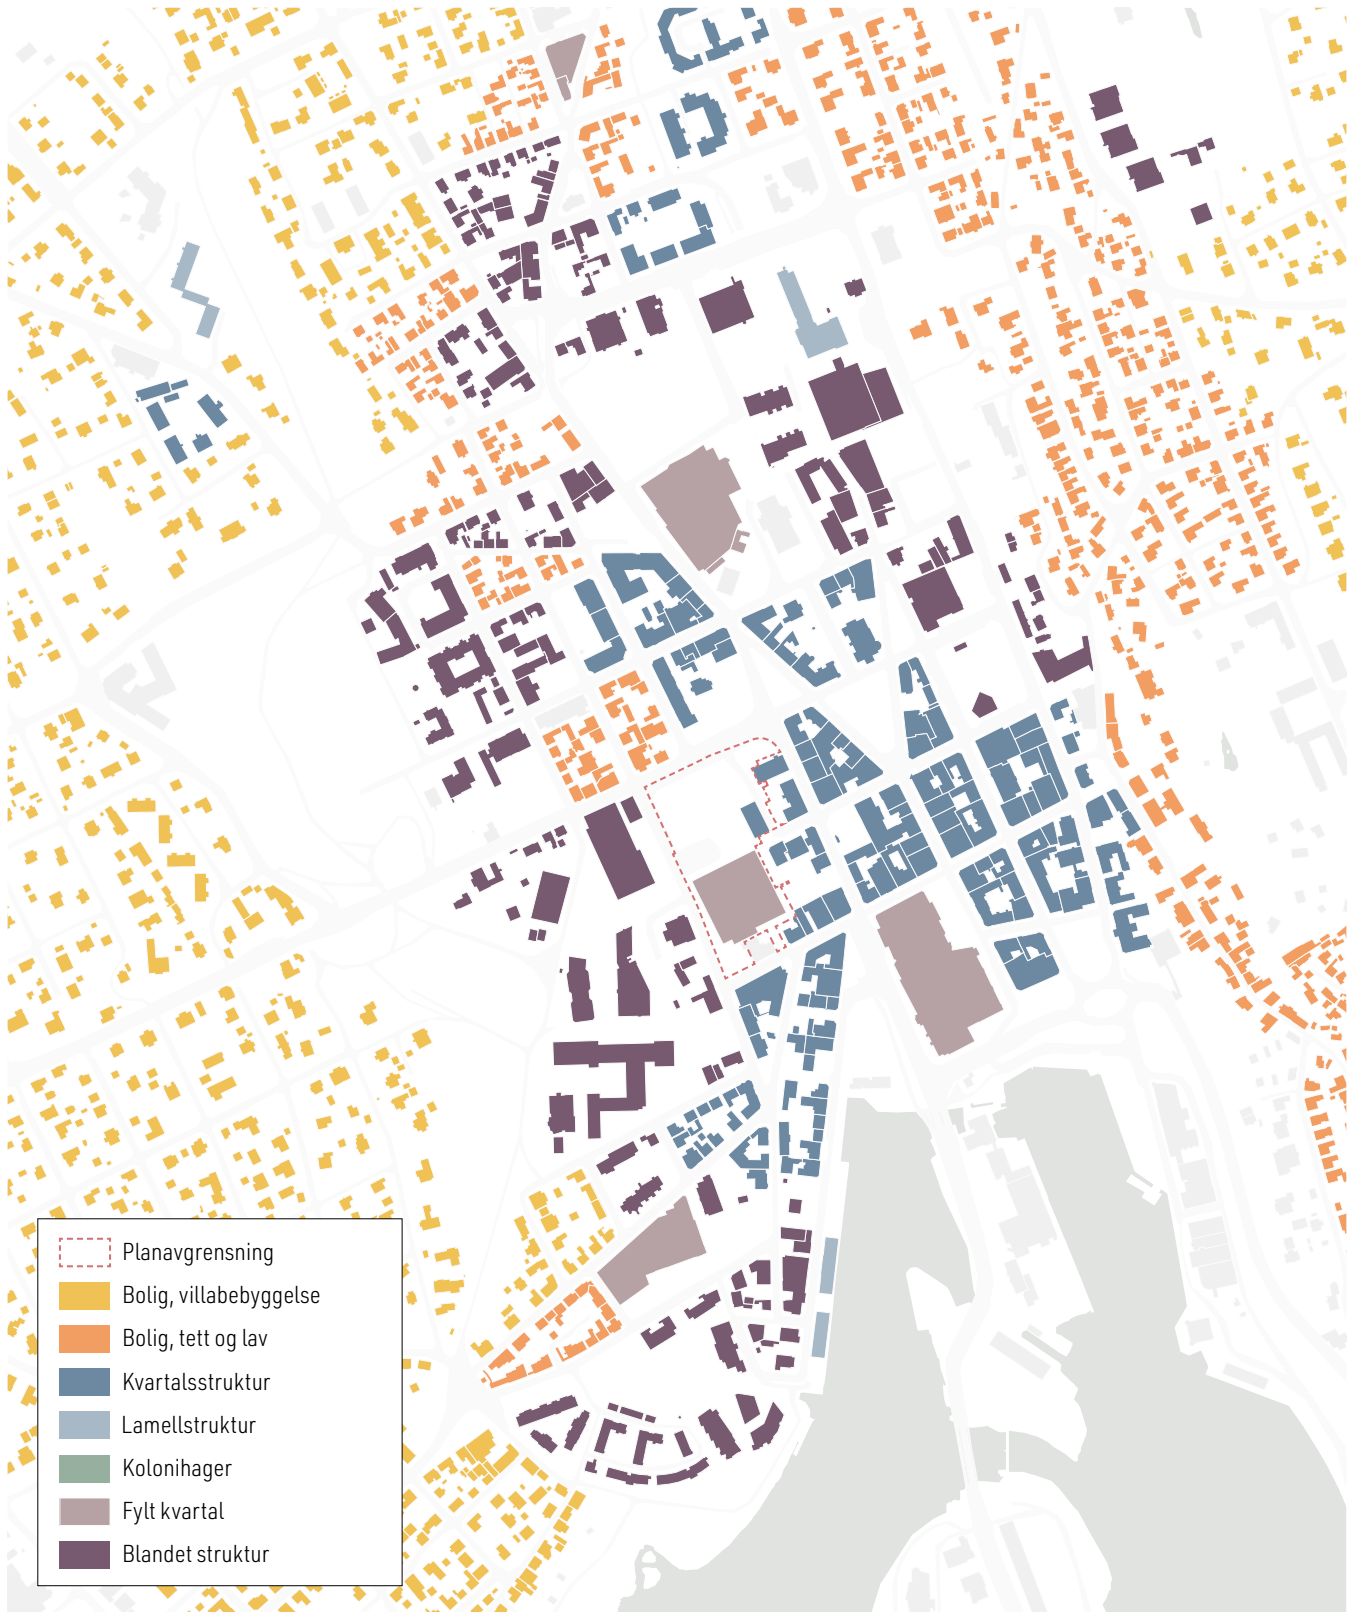 Planavgrensning
Bolig, villabebyggelse
Bolig, tett og lav
Kvartalsstruktur
Lamellstruktur
Kolonihager
Fylt kvartal
Blandet struktur